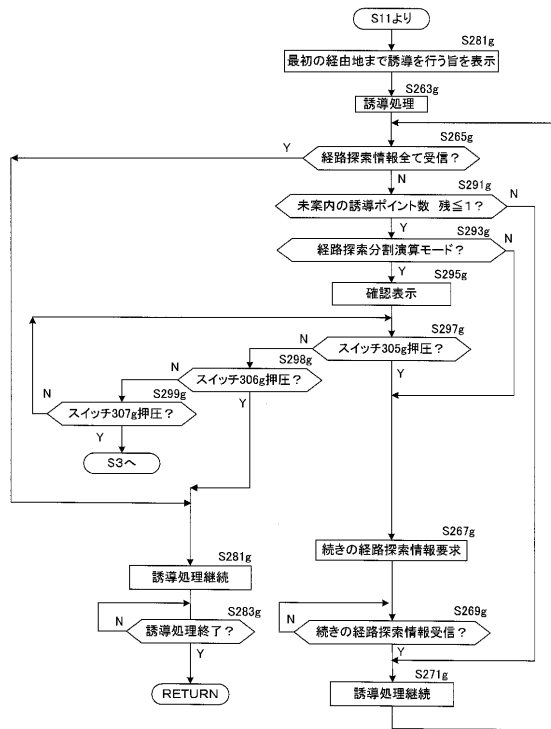 S11より
S281g
最初の経由地まで誘導を行う旨を表示
S263g
誘導処理
S265g
Y
経路探索情報全て受信？
N
S291g
N
未案内の誘導ポイント数 残≦1？
Y
S293g
N
経路探索分割演算モード？
Y
S295g
確認表示
S297g
N
スイッチ305g押圧？
Y
S298g
N
スイッチ306g押圧？
Y
S299g
N
スイッチ307g押圧？
Y
S3へ
S267g
続きの経路探索情報要求
S281g
誘導処理継続
S269g
N
続きの経路探索情報受信？
Y
S283g
N
誘導処理終了？
Y
S271g
誘導処理継続
RETURN